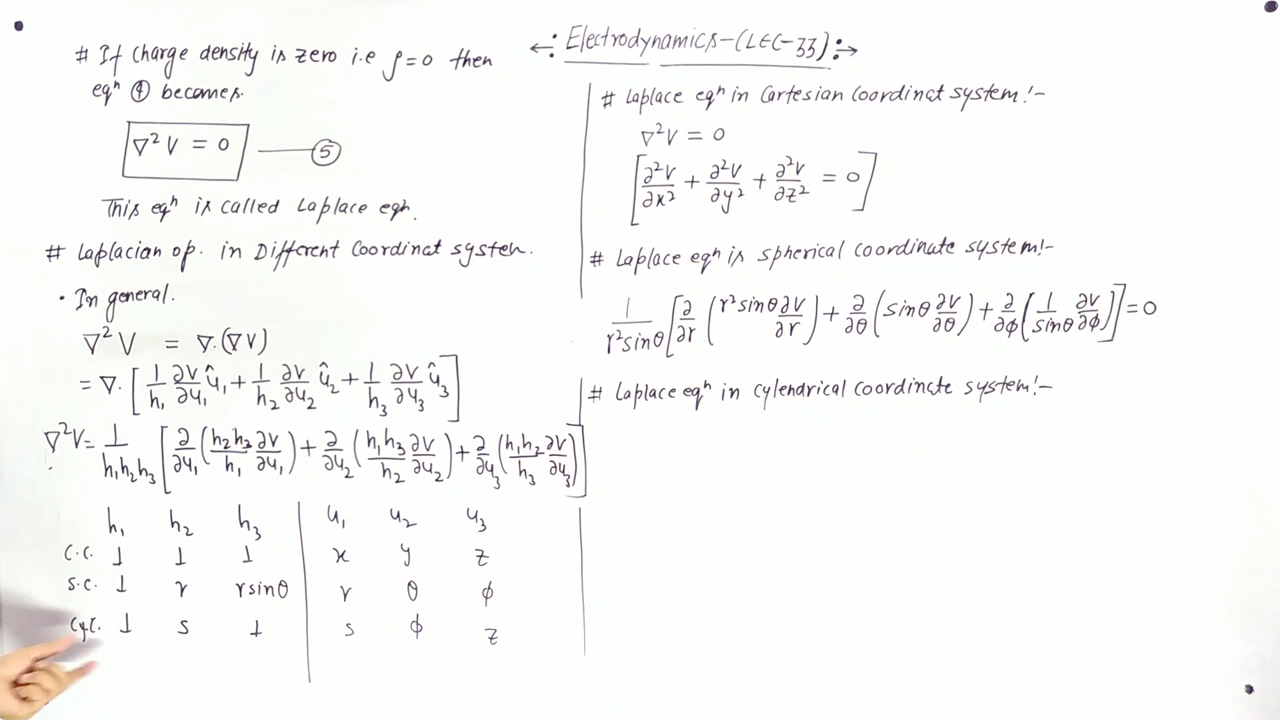 # If charge density is zero i.e ρ=0 then
eqⁿ ④ becomes.
∇²V = 0 —— ⑤
This eqⁿ is called Laplace eqⁿ.
# Laplacian op. in Different Coordinat system.
• In general.
∇²V = ∇.(∇V)
= ∇.[1/h₁ ∂V/∂u₁ û₁ + 1/h₂ ∂V/∂u₂ û₂ + 1/h₃ ∂V/∂u₃ û₃]
∇²V = 1/h₁h₂h₃ [∂/∂u₁ (h₂h₃/h₁ ∂V/∂u₁) + ∂/∂u₂ (h₁h₃/h₂ ∂V/∂u₂) + ∂/∂u₃ (h₁h₂/h₃ ∂V/∂u₃)]
h₁ h₂ h₃ u₁ u₂ u₃
C.C. 1 1 1 x y z
S.C. 1 r rsinθ r θ ϕ
Cy.C. 1 s 1 s ϕ z
←: Electrodynamics-(LEC-33):→
# Laplace eqⁿ in Cartesian Coordinat system!-
∇²V = 0
[∂²V/∂x² + ∂²V/∂y² + ∂²V/∂z² = 0]
# Laplace eqⁿ is spherical coordinate system!-
1/r²sinθ [∂/∂r (r²sinθ ∂V/∂r) + ∂/∂θ (sinθ ∂V/∂θ) + ∂/∂ϕ (1/sinθ ∂V/∂ϕ)] = 0
# Laplace eqⁿ in Cylendrical coordincte system!-